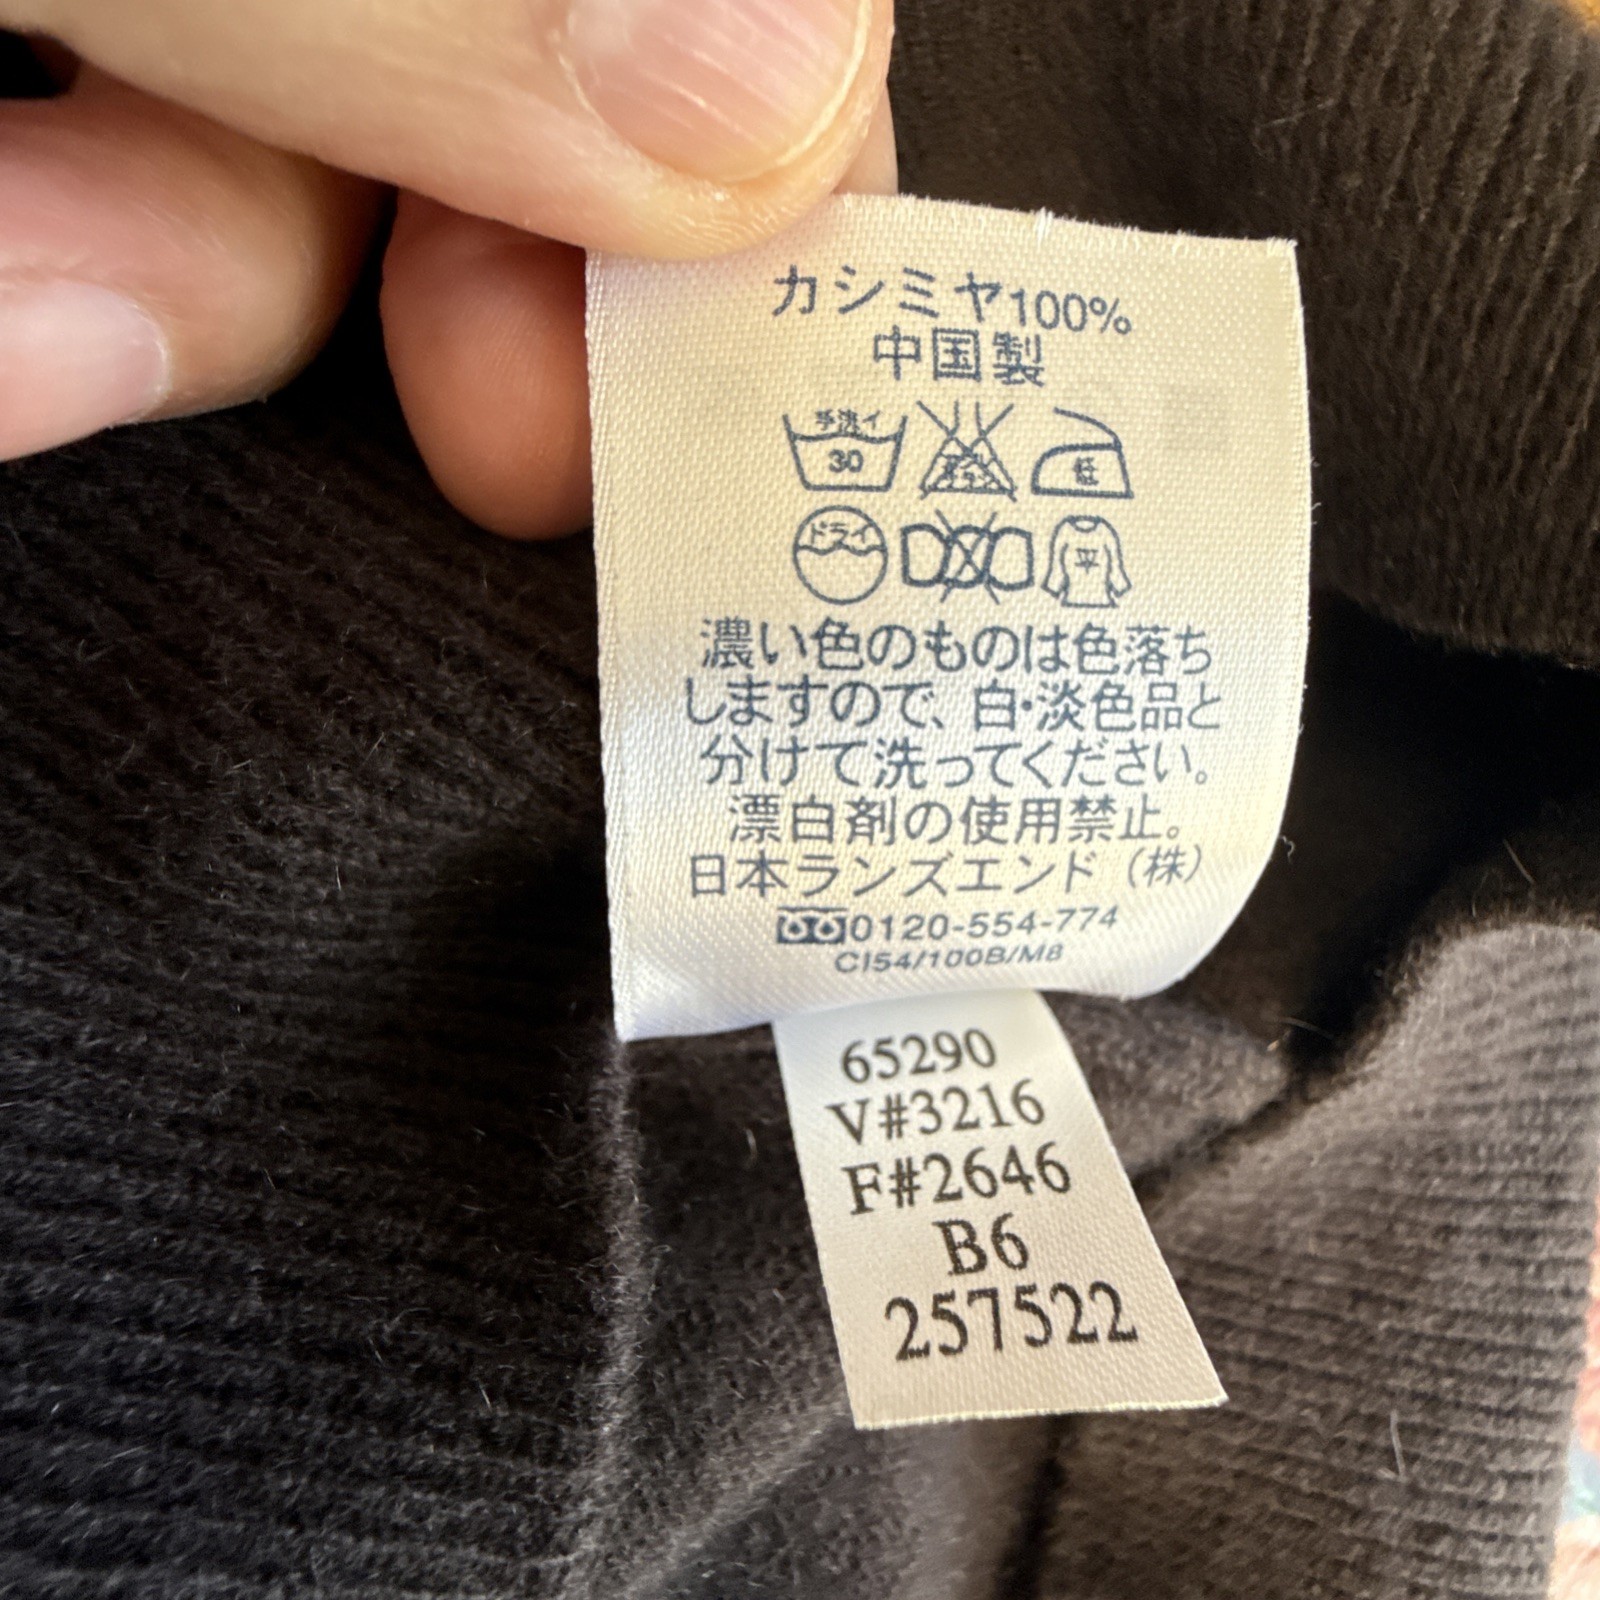 カシミヤ100%
中国製
手洗イ
30
低
ドライ
平
濃い色のものは色落ち
しますので、白・淡色品と
分けて洗ってください。
漂白剤の使用禁止。
日本ランズエンド（株）
0120-554-774
CI54/100B/M8
65290
V#3216
F#2646
B6
257522